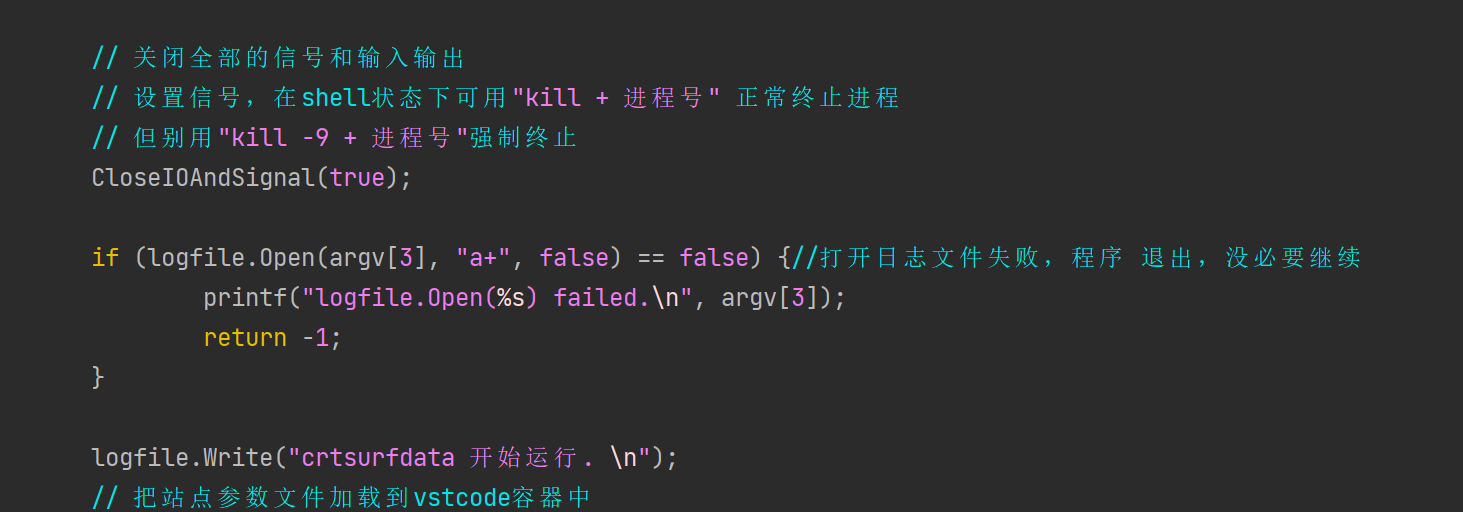 // 关闭全部的信号和输入输出
// 设置信号，在shell状态下可用"kill + 进程号" 正常终止进程
// 但别用"kill -9 + 进程号"强制终止
CloseIOAndSignal(true);
if (logfile.Open(argv[3], "a+", false) == false) {//打开日志文件失败，程序 退出，没必要继续
printf("logfile.Open(%s) failed.\n", argv[3]);
return -1;
}
logfile.Write("crtsurfdata 开始运行. \n");
// 把站点参数文件加载到vstcode容器中